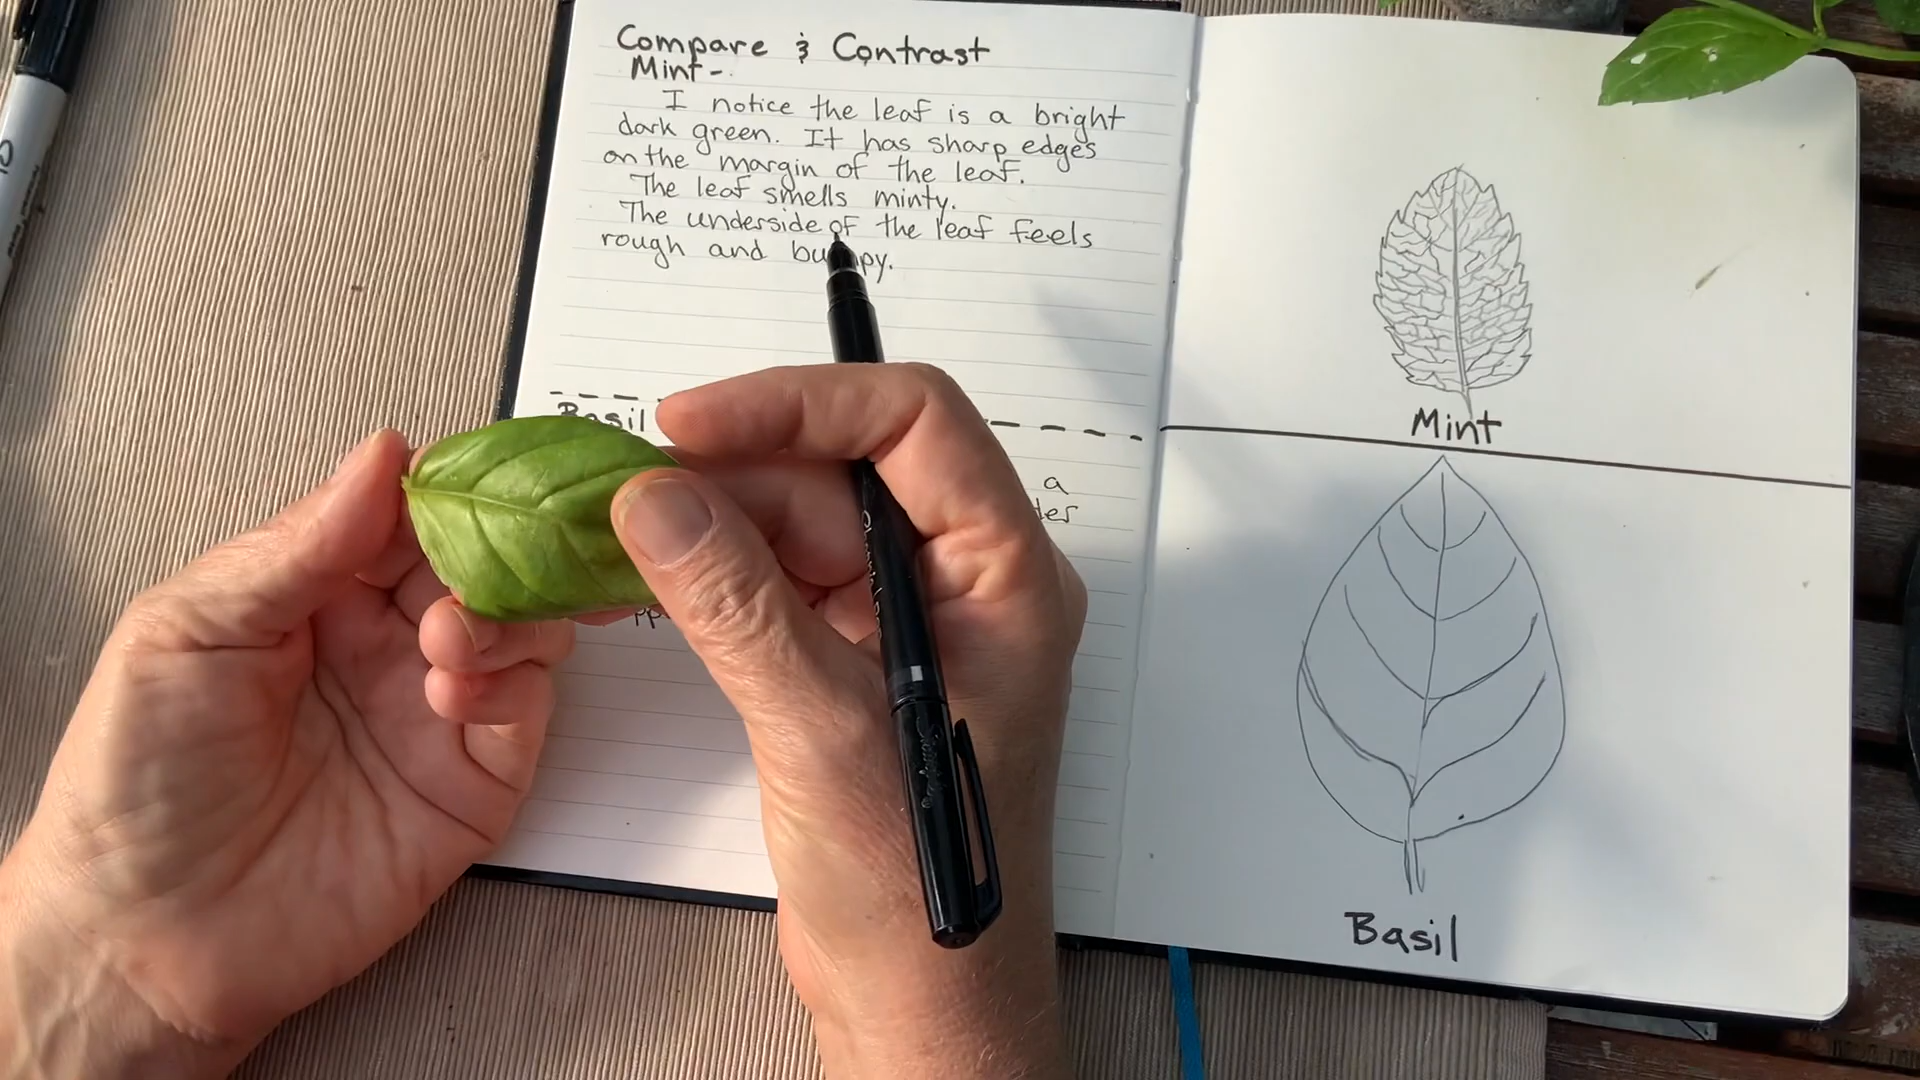 Compare & Contrast
Mint -
I notice the leaf is a bright
dark green. It has sharp edges
on the margin of the leaf.
The leaf smells minty.
The underside of the leaf feels
rough and bumpy.
Basil
a
Mint
Basil